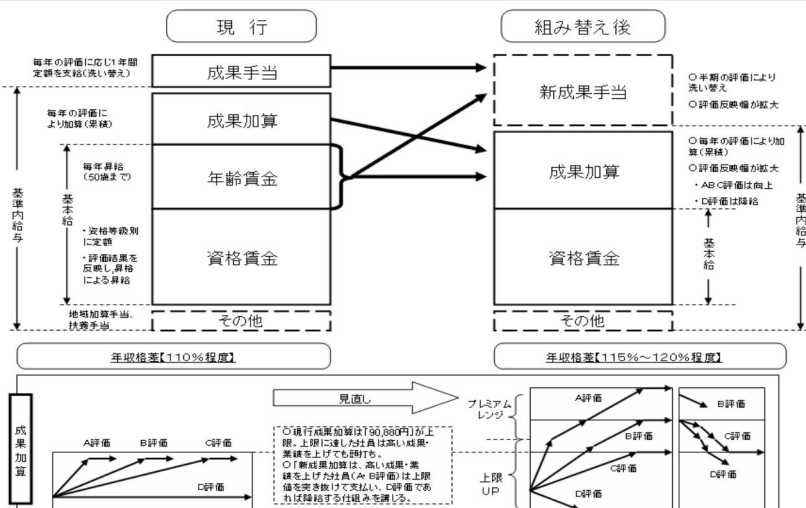 現 行
組み替え後
毎年の評価に応じ1年間
定額を支給(洗い替え)
成果手当
毎年の評価に
より加算(累積)
成果加算
毎年昇給
(50歳まで)
年齢賃金
基準内給与
基本給
・資格等級別
に定額
・評価結果を
反映し、昇格
による昇給
資格賃金
地域加算手当、
扶養手当
その他
新成果手当
○半期の評価により
洗い替え
○評価反映幅が拡大
成果加算
○毎年の評価により加
算(累積)
○評価反映幅が拡大
・ABC評価は向上
・D評価は降給
資格賃金
基本給
基準内給与
その他
年収格差【110%程度】
年収格差【115%~120%程度】
成果加算
見直し
A評価
B評価
C評価
D評価
○現行成果加算は「90,880円」が上
限。上限に達した社員は高い成果・
業績を上げても頭打ち。
○「新成果加算は、高い成果・業
績を上げた社員(A・B評価)は上限
値を突き抜けて支払い、D評価であ
れば降給する仕組みを講じる。
プレミアム
レンジ
上限
UP
A評価
B評価
C評価
D評価
B評価
C評価
D評価